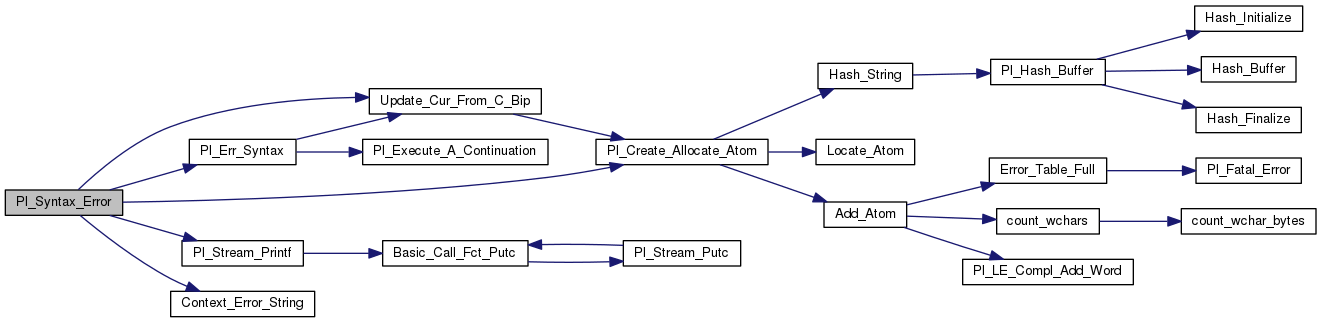 Pl_Syntax_Error
Update_Cur_From_C_Bip
Pl_Err_Syntax
Pl_Execute_A_Continuation
Pl_Stream_Printf
Basic_Call_Fct_Putc
Pl_Stream_Putc
Context_Error_String
Pl_Create_Allocate_Atom
Hash_String
Pl_Hash_Buffer
Hash_Initialize
Hash_Buffer
Hash_Finalize
Locate_Atom
Add_Atom
Error_Table_Full
Pl_Fatal_Error
count_wchars
count_wchar_bytes
Pl_LE_Compl_Add_Word